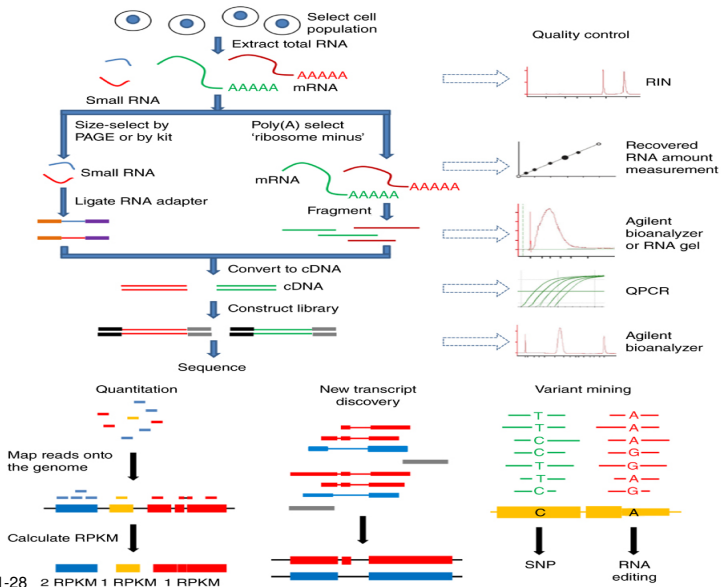 Select cell
population
Extract total RNA
Quality control
AAAAA
AAAAA
mRNA
Small RNA
RIN
Size-select by
PAGE or by kit
Poly(A) select
'ribosome minus'
Small RNA
mRNA
AAAAA
AAAAA
Recovered
RNA amount
measurement
Ligate RNA adapter
Fragment
Agilent
bioanalyzer
or RNA gel
Convert to cDNA
cDNA
QPCR
Construct library
Agilent
bioanalyzer
Sequence
Quantitation
Map reads onto
the genome
Calculate RPKM
2 RPKM 1 RPKM 1 RPKM
New transcript
discovery
Variant mining
T
T
C
C
T
T
C
A
A
A
G
G
A
G
C
A
SNP
RNA
editing
1-28